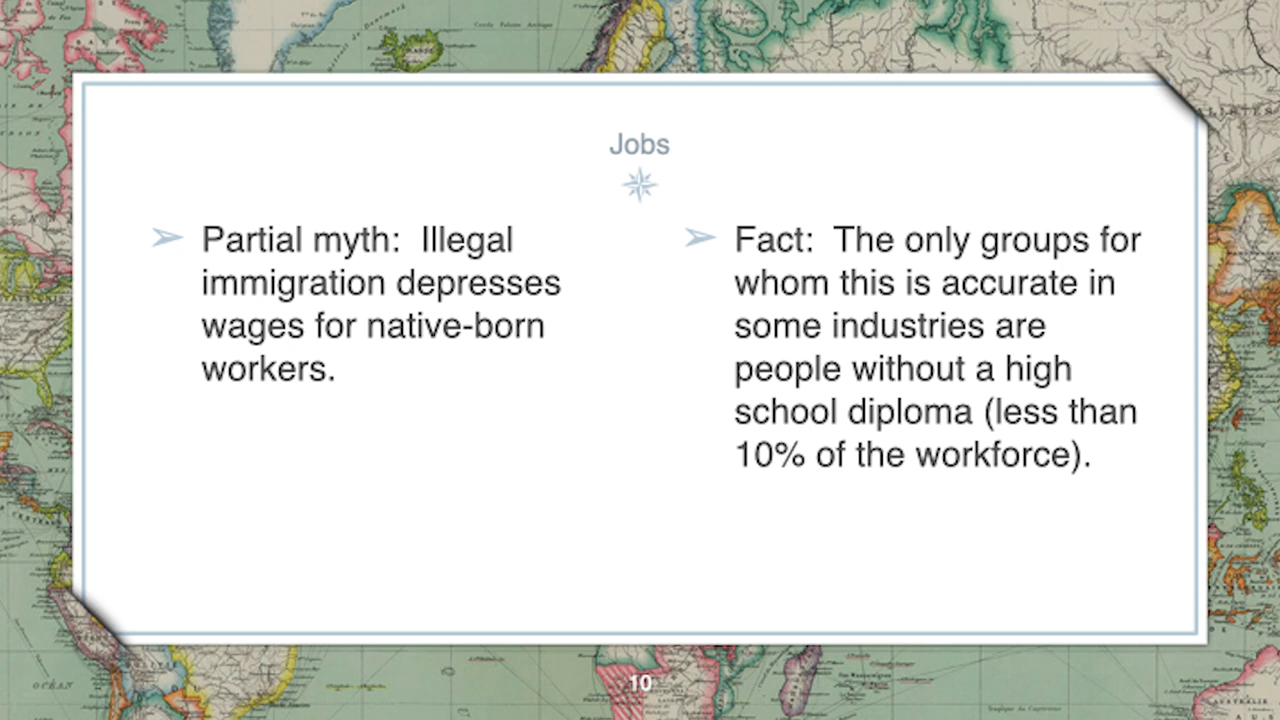 Jobs
Partial myth:  Illegal
immigration depresses
wages for native-born
workers.
Fact:  The only groups for
whom this is accurate in
some industries are
people without a high
school diploma (less than
10% of the workforce).
OCÉAN
10